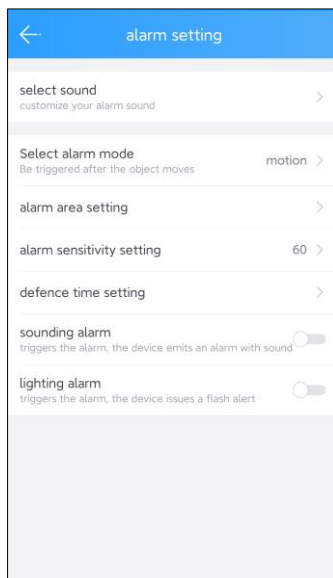 alarm setting
select sound
customize your alarm sound
Select alarm mode
motion
Be triggered after the object moves
alarm area setting
alarm sensitivity setting
60
defence time setting
sounding alarm
triggers the alarm, the device emits an alarm with sound
lighting alarm
triggers the alarm, the device issues a flash alert